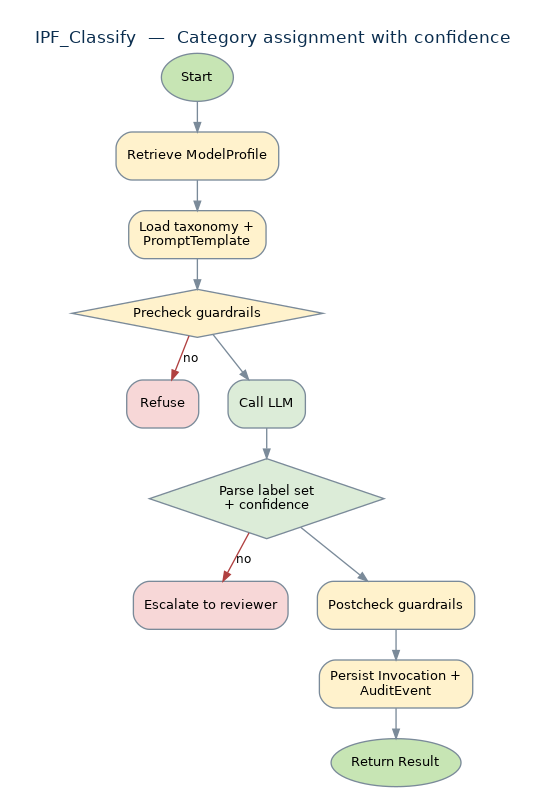 IPF_Classify — Category assignment with confidence
Start
Retrieve ModelProfile
Load taxonomy +
PromptTemplate
Precheck guardrails
no
Refuse
Call LLM
Parse label set
+ confidence
no
Escalate to reviewer
Postcheck guardrails
Persist Invocation +
AuditEvent
Return Result